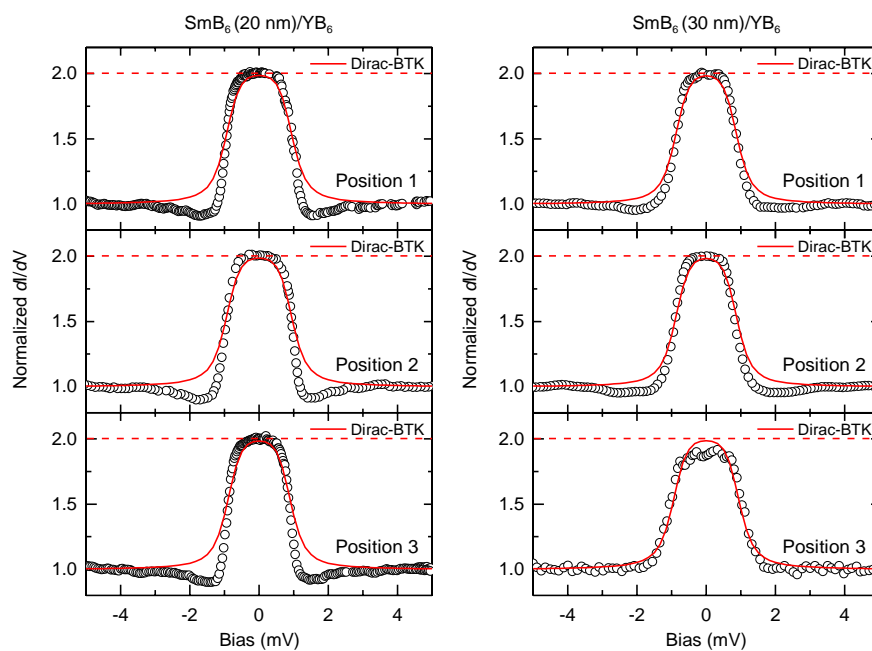 SmB₆ (20 nm)/YB₆
2.0
1.5
1.0
Dirac-BTK
Position 1
2.0
1.5
1.0
Dirac-BTK
Position 2
2.0
1.5
1.0
Dirac-BTK
Position 3
-4 -2 0 2 4
Bias (mV)
Normalized dI/dV
SmB₆ (30 nm)/YB₆
2.0
1.5
1.0
Dirac-BTK
Position 1
2.0
1.5
1.0
Dirac-BTK
Position 2
2.0
1.5
1.0
Dirac-BTK
Position 3
-4 -2 0 2 4
Bias (mV)
Normalized dI/dV